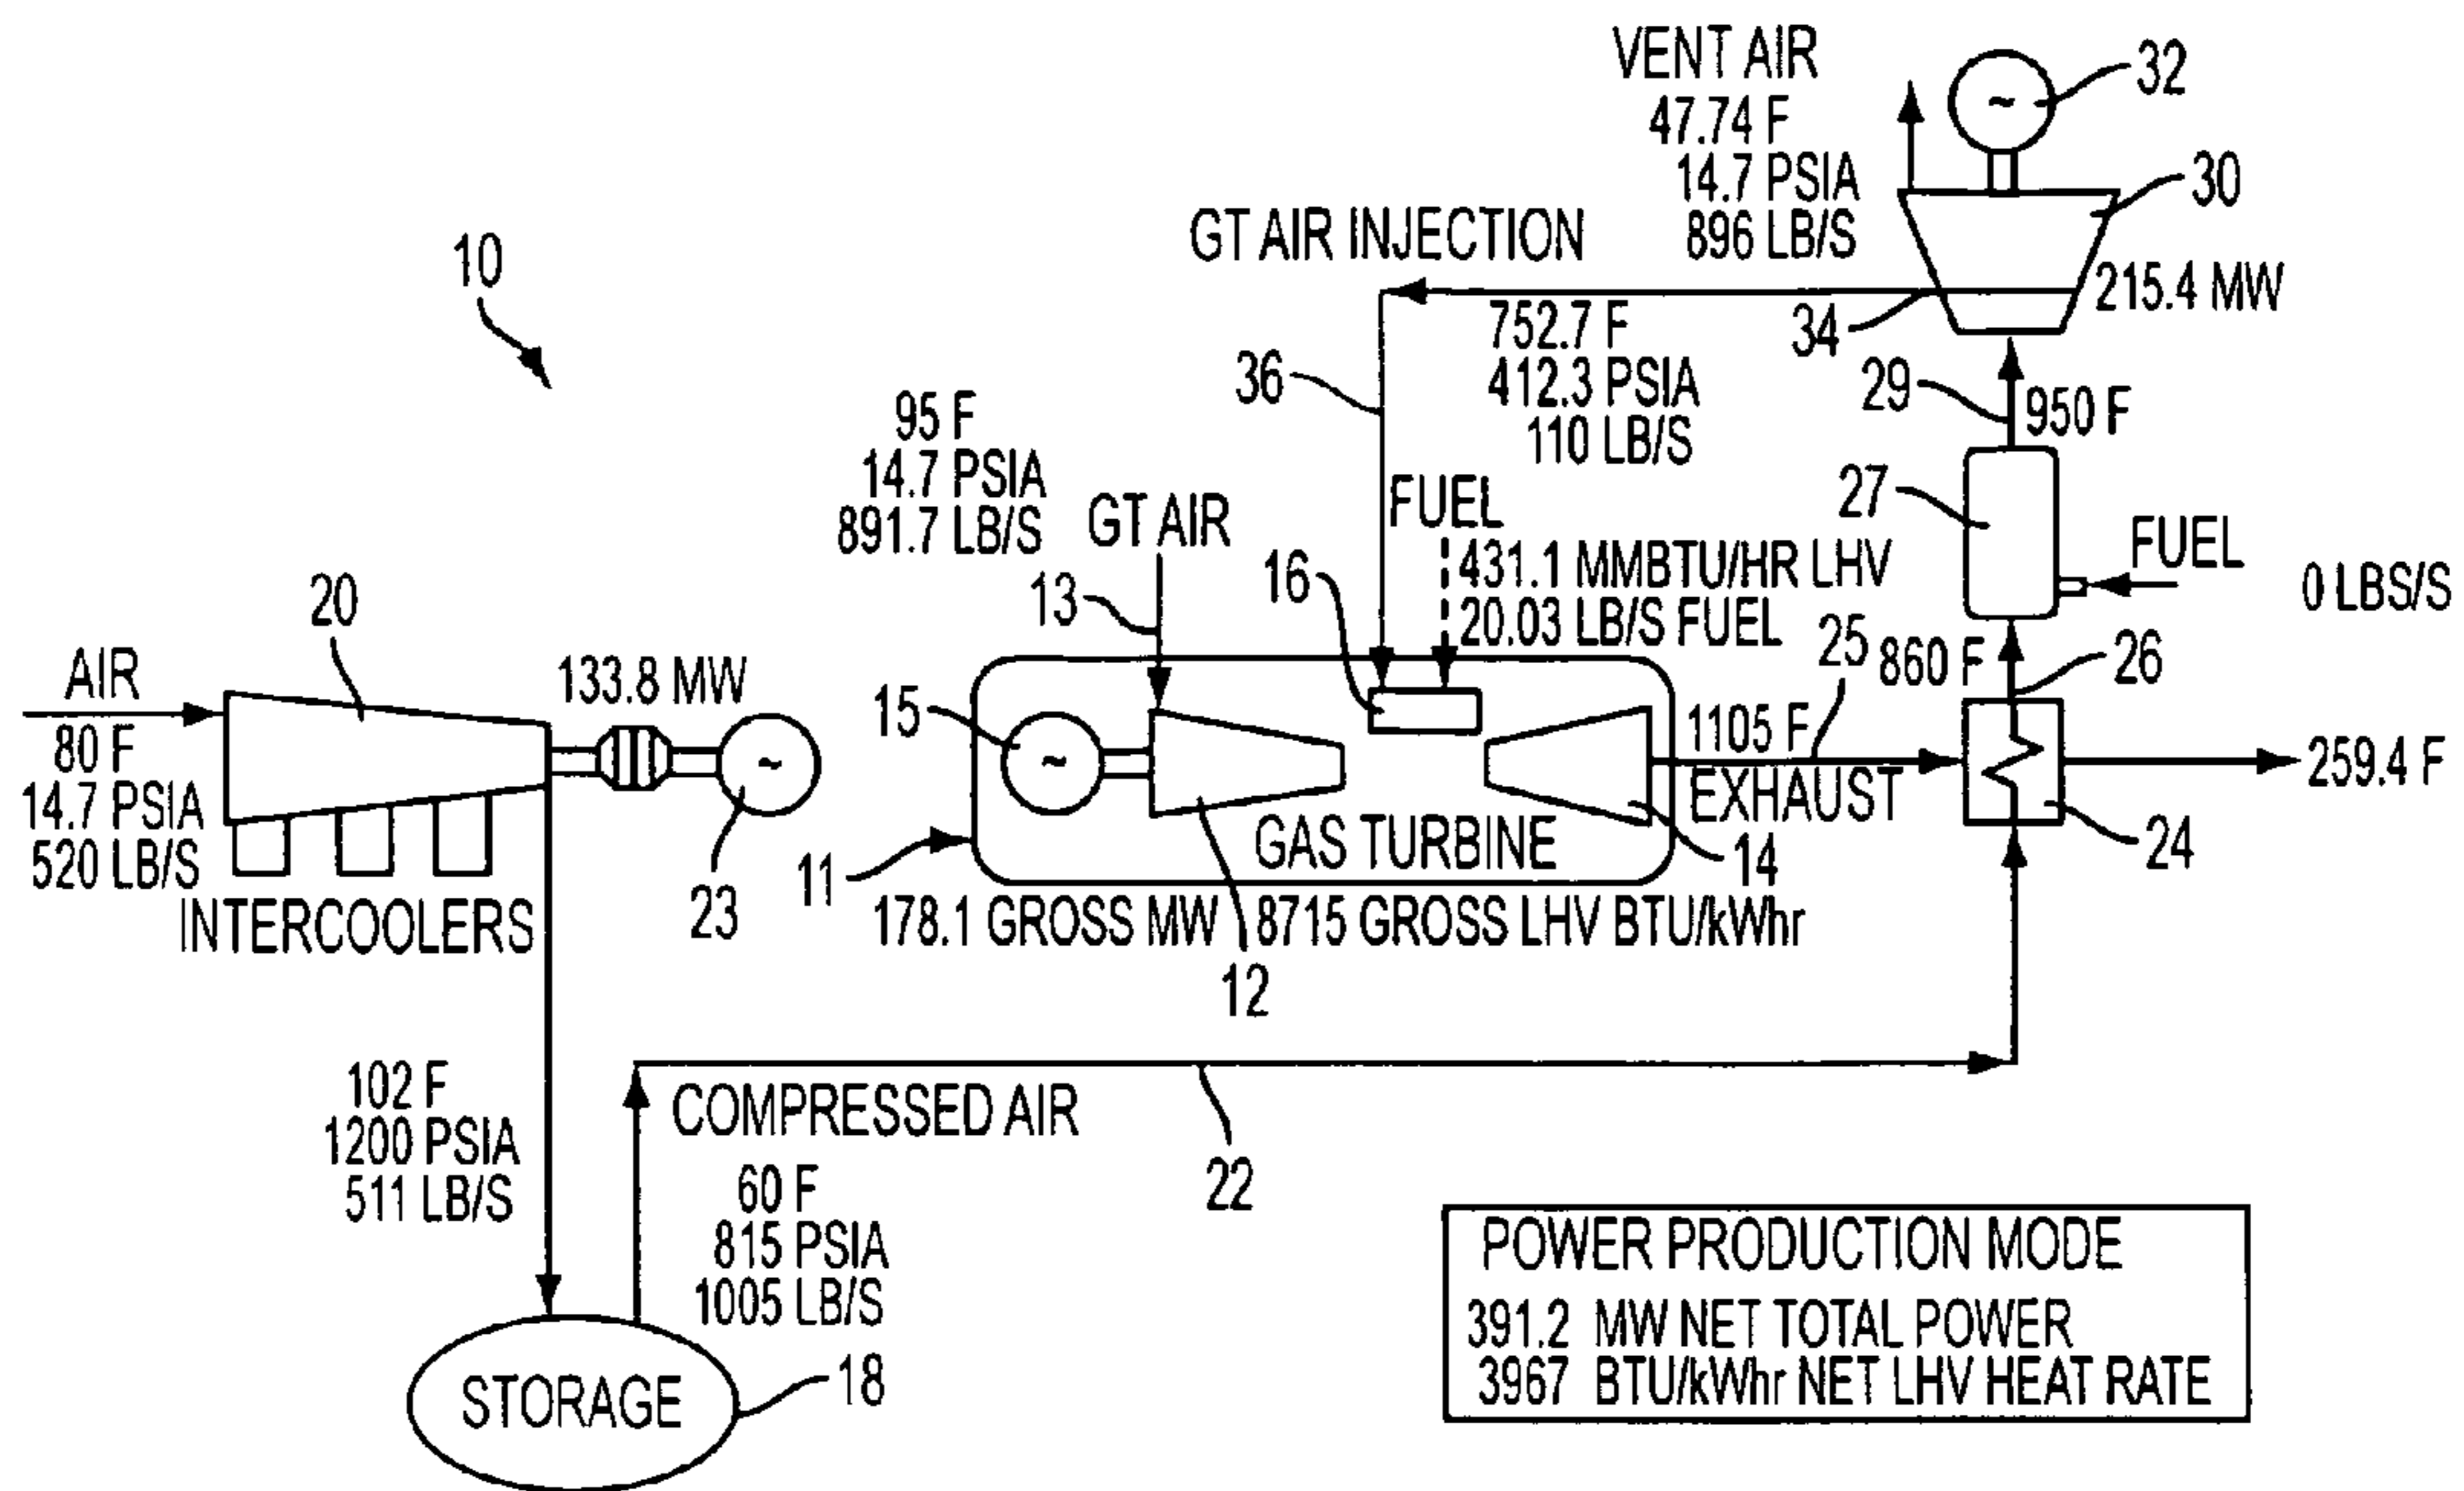 VENT AIR
47.74 F
14.7 PSIA
896 LB/S
32
30
215.4 MW
GT AIR INJECTION
34
752.7 F
412.3 PSIA
110 LB/S
36
29
950 F
10
95 F
14.7 PSIA
891.7 LB/S
GT AIR
13
FUEL
431.1 MMBTU/HR LHV
20.03 LB/S FUEL
16
27
FUEL
0 LBS/S
20
AIR
80 F
14.7 PSIA
520 LB/S
133.8 MW
~
23
INTERCOOLERS
15
~
25
860 F
26
1105 F
EXHAUST
259.4 F
24
14
GAS TURBINE
11
178.1 GROSS MW
8715 GROSS LHV BTU/kWhr
12
102 F
1200 PSIA
511 LB/S
COMPRESSED AIR
60 F
815 PSIA
1005 LB/S
22
STORAGE
18
POWER PRODUCTION MODE
391.2 MW NET TOTAL POWER
3967 BTU/kWhr NET LHV HEAT RATE
~